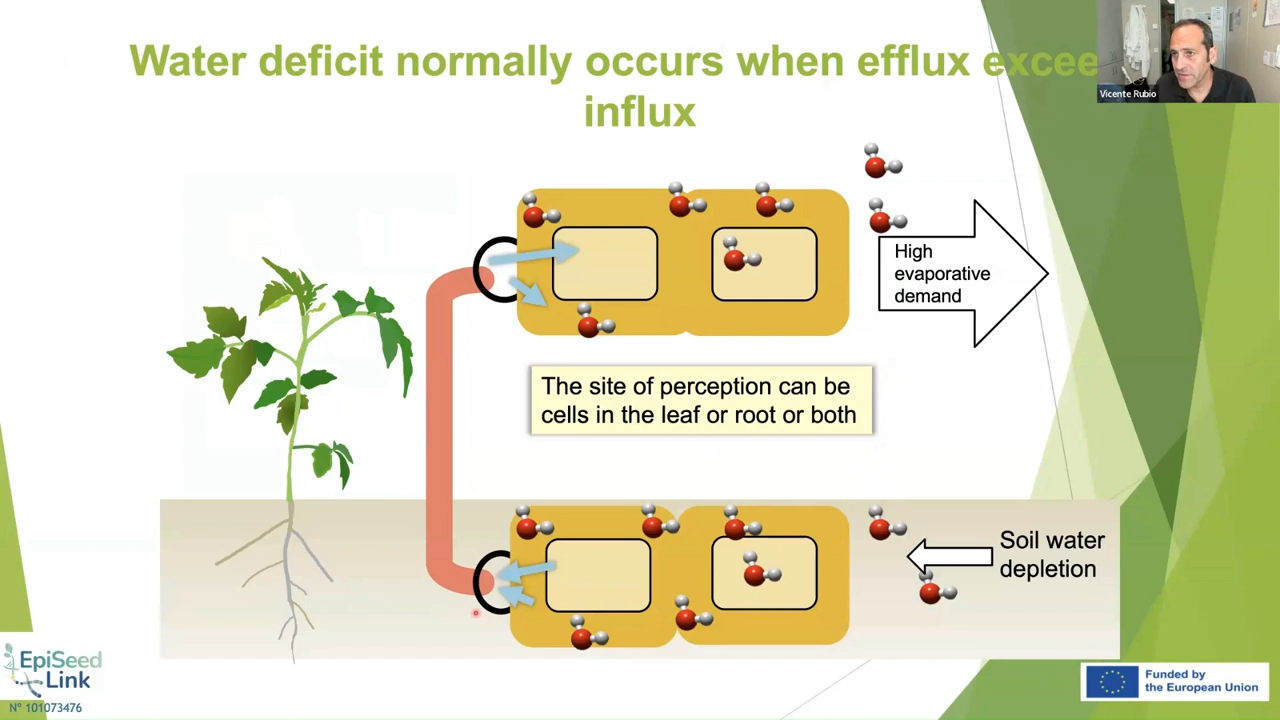 Water deficit normally occurs when efflux excee
influx
Vicente Rubio
High
evaporative
demand
The site of perception can be
cells in the leaf or root or both
Soil water
depletion
EpiSeed
Link
Nº 101073476
Funded by
the European Union